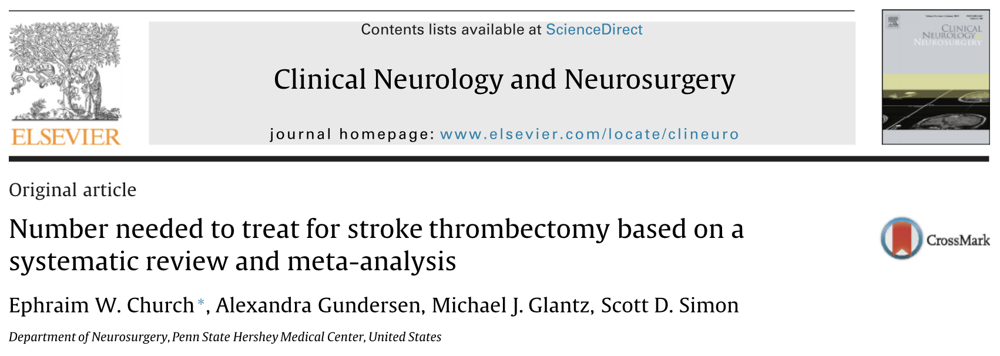 Contents lists available at ScienceDirect
Clinical Neurology and Neurosurgery
journal homepage: www.elsevier.com/locate/clineuro
ELSEVIER
CLINICAL
NEUROLOGY &
NEUROSURGERY
Original article
Number needed to treat for stroke thrombectomy based on a
systematic review and meta-analysis
CrossMark
Ephraim W. Church *, Alexandra Gundersen, Michael J. Glantz, Scott D. Simon
Department of Neurosurgery, Penn State Hershey Medical Center, United States